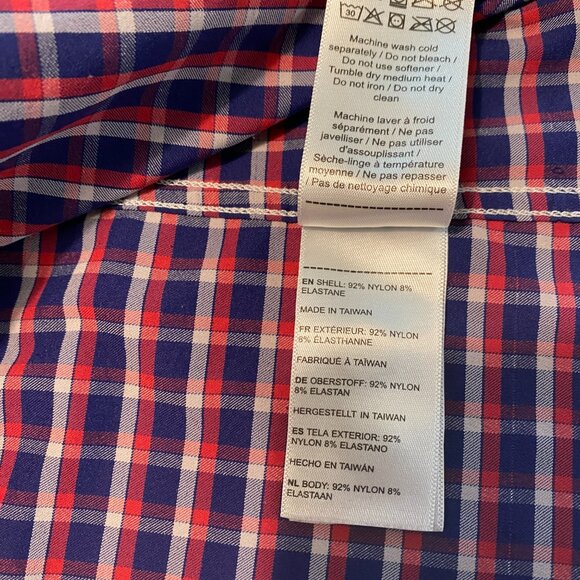 30
Machine wash cold
separately / Do not bleach /
Do not use softener /
Tumble dry medium heat /
Do not iron / Do not dry
clean
Machine laver à froid
séparément / Ne pas
javelliser / Ne pas utiliser
d'assouplissant /
Sèche-linge à température
moyenne / Ne pas repasser
/ Pas de nettoyage chimique
EN SHELL: 92% NYLON 8%
ELASTANE
MADE IN TAIWAN
FR EXTÉRIEUR: 92% NYLON
8% ÉLASTHANNE
FABRIQUÉ À TAÏWAN
DE OBERSTOFF: 92% NYLON
8% ELASTAN
HERGESTELLT IN TAIWAN
ES TELA EXTERIOR: 92%
NYLON 8% ELASTANO
HECHO EN TAIWÁN
NL BODY: 92% NYLON 8%
ELASTAAN